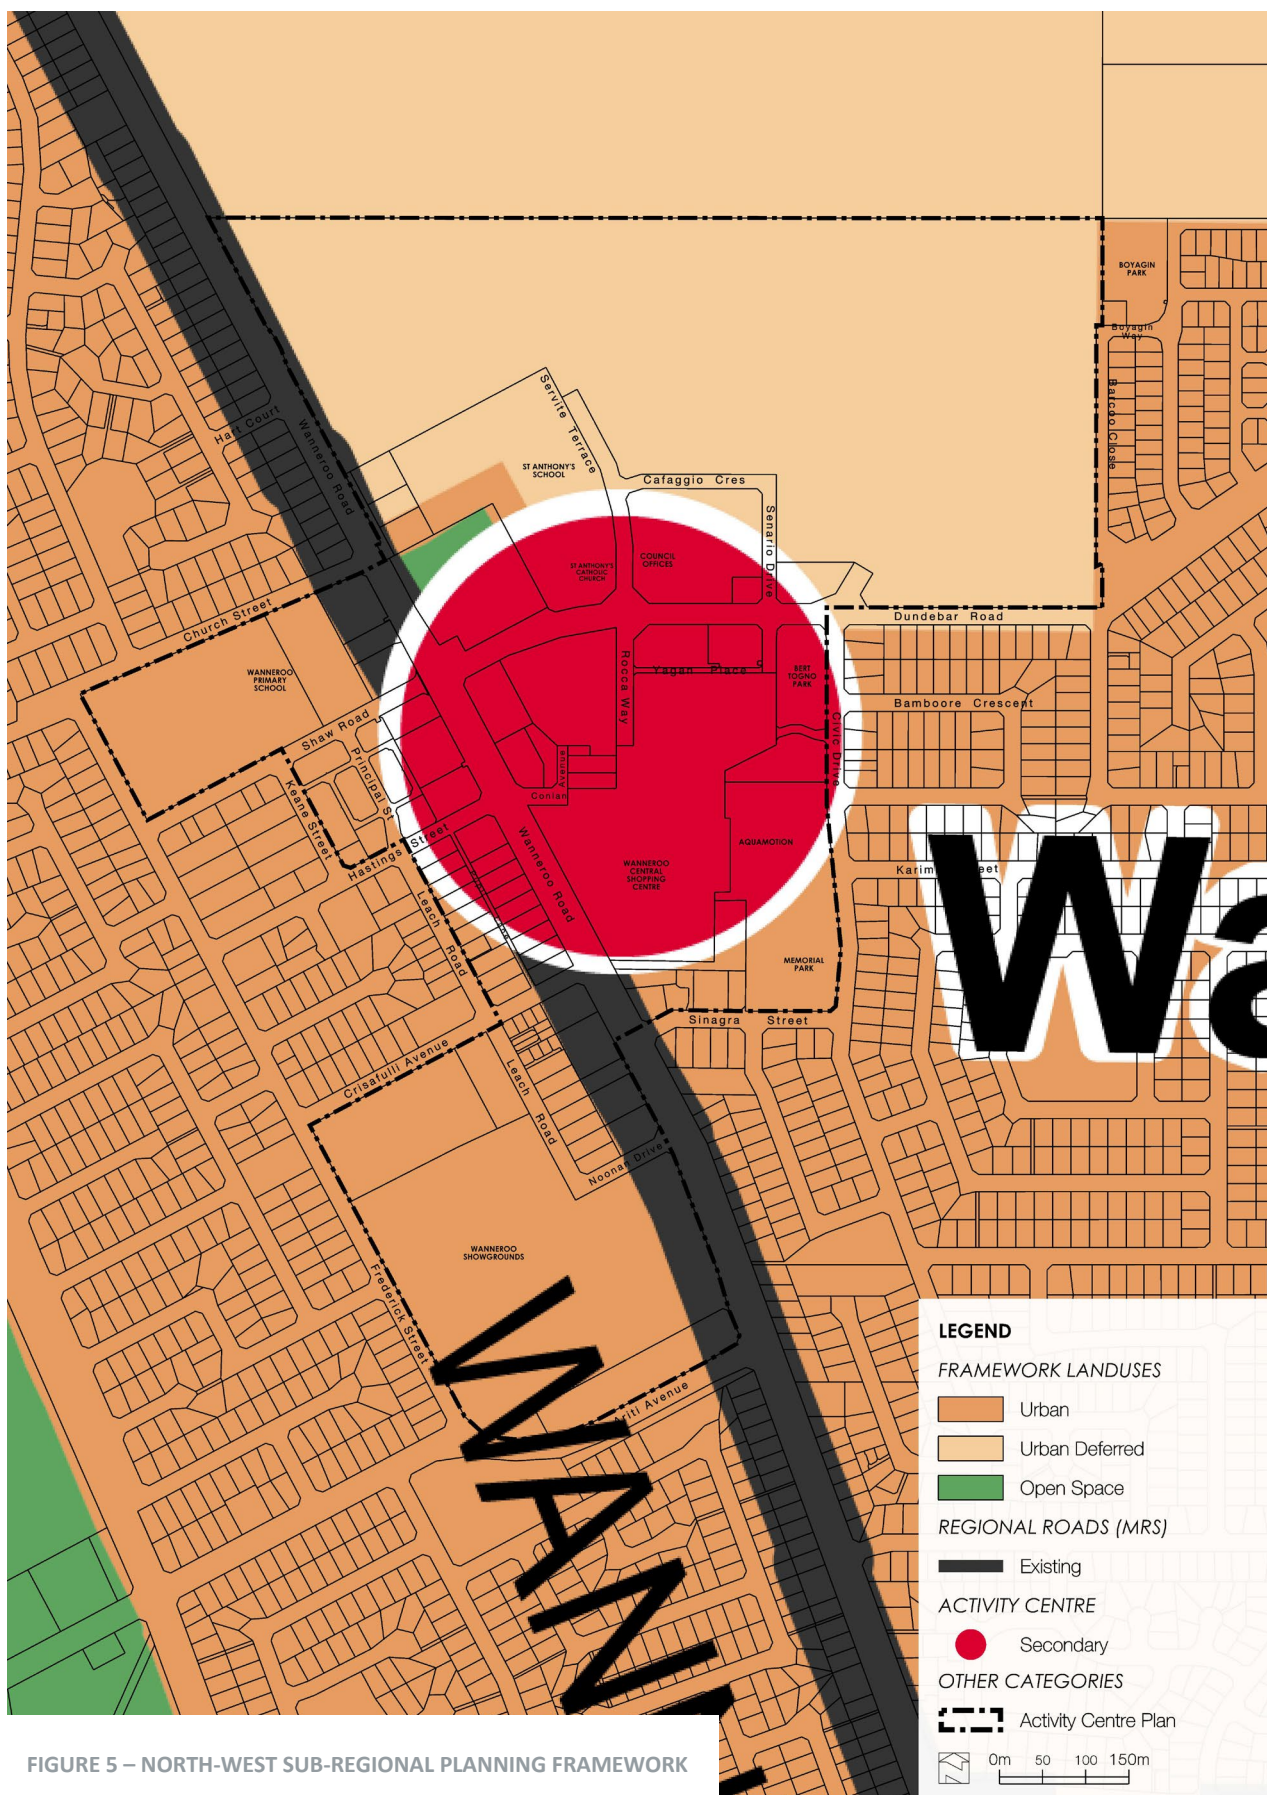 BOYAGIN
PARK
Boyagin
Way
Barcoo Close
Hart Court
Wanneroo Road
Servite Terrace
ST ANTHONY'S
SCHOOL
Cafaggio Cres
Senario Drive
ST ANTHONY'S
CATHOLIC
CHURCH
COUNCIL
OFFICES
Church Street
Dundebar Road
WANNEROO
PRIMARY
SCHOOL
Rocca Way
Yagan Place
BERT
TOGNO
PARK
Bamboore Crescent
Civic Drive
Shaw Road
Principal St
Keane Street
Conlan
Avenue
Hastings Street
Wanneroo Road
AQUAMOTION
WANNEROO
CENTRAL
SHOPPING
CENTRE
Wa
Leach Road
MEMORIAL
PARK
Sinagra Street
Crisafulli Avenue
Leach Road
Noonan Drive
WANNEROO
SHOWGROUNDS
Frederick Street
WANN
LEGEND
FRAMEWORK LANDUSES
Urban
Urban Deferred
Open Space
REGIONAL ROADS (MRS)
Existing
ACTIVITY CENTRE
Secondary
OTHER CATEGORIES
Activity Centre Plan
N
0m 50 100 150m
FIGURE 5 – NORTH-WEST SUB-REGIONAL PLANNING FRAMEWORK